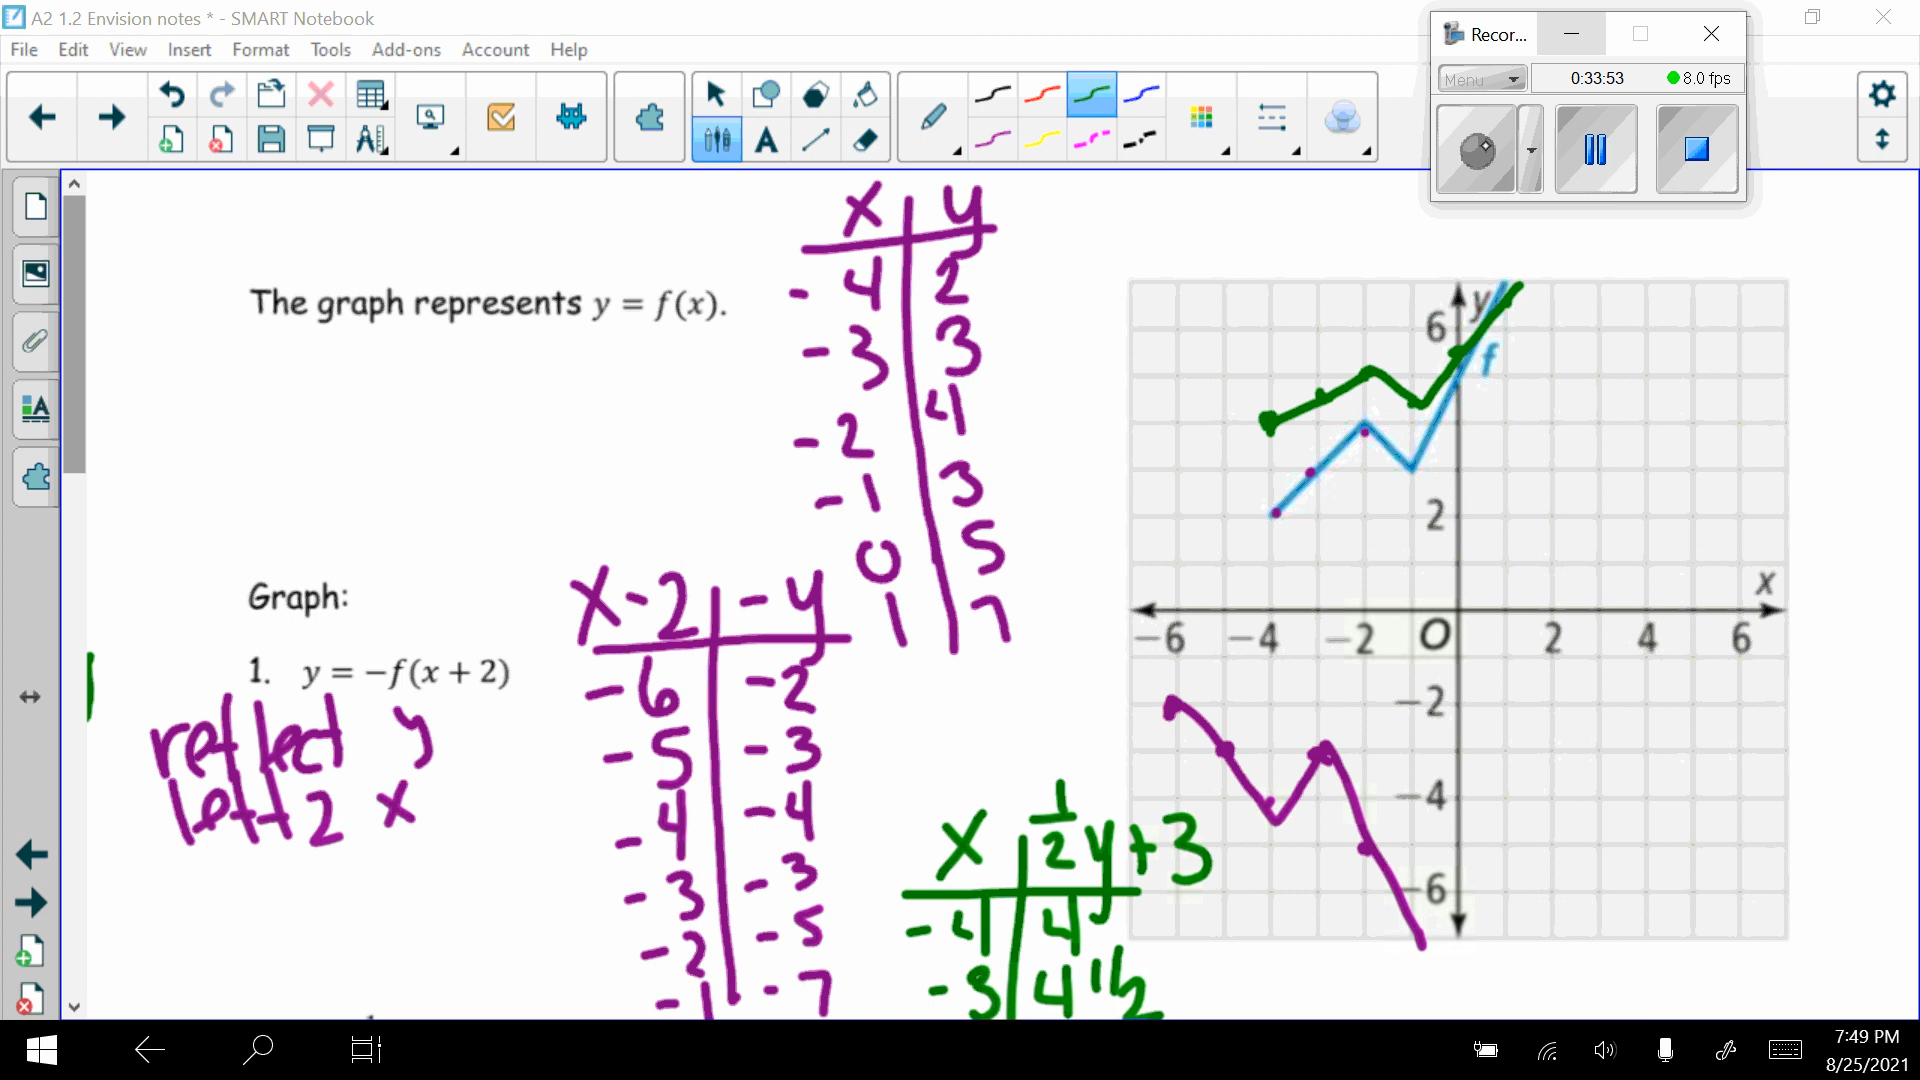 A2 1.2 Envision notes * - SMART Notebook
File Edit View Insert Format Tools Add-ons Account Help
Recor...
Menu 0:33:53 8.0 fps
x y
-4 2
-3 3
-2 4
-1 3
0 5
1 7
The graph represents y = f(x).
Graph:
1. y = −f(x + 2)
reflect y
left 2 x
x-2 -y
-6 -2
-5 -3
-4 -4
-3 -3
-2 -5
-1 -7
x 1/2 y+3
-4 4
-3 4 1/2
y
6
f
2
x
−6 −4 −2 O 2 4 6
−2
−4
−6
7:49 PM
8/25/2021